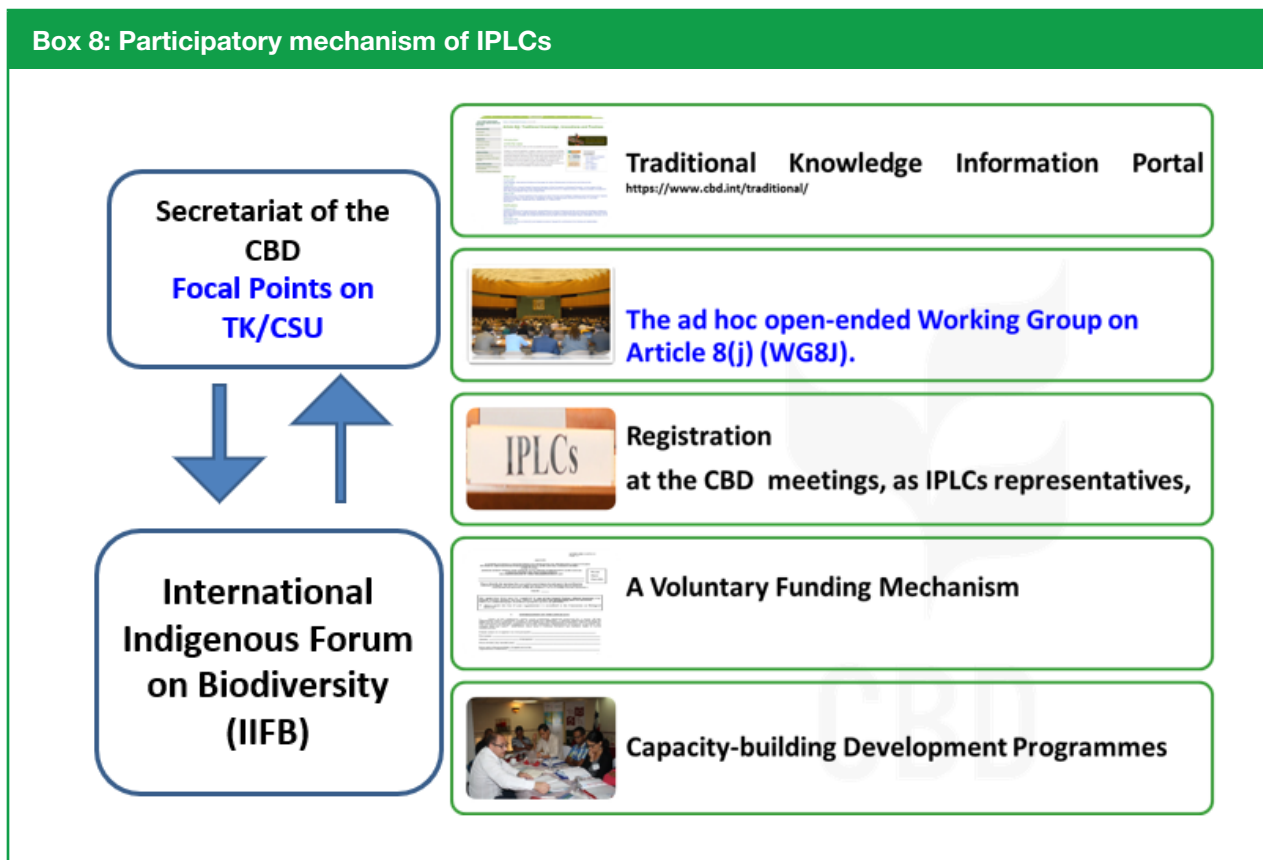 Box 8: Participatory mechanism of IPLCs
Secretariat of the
CBD
Focal Points on
TK/CSU
International
Indigenous Forum
on Biodiversity
(IIFB)
Traditional Knowledge Information Portal
https://www.cbd.int/traditional/
The ad hoc open-ended Working Group on
Article 8(j) (WG8J).
IPLCs
Registration
at the CBD meetings, as IPLCs representatives,
A Voluntary Funding Mechanism
Capacity-building Development Programmes
CBD